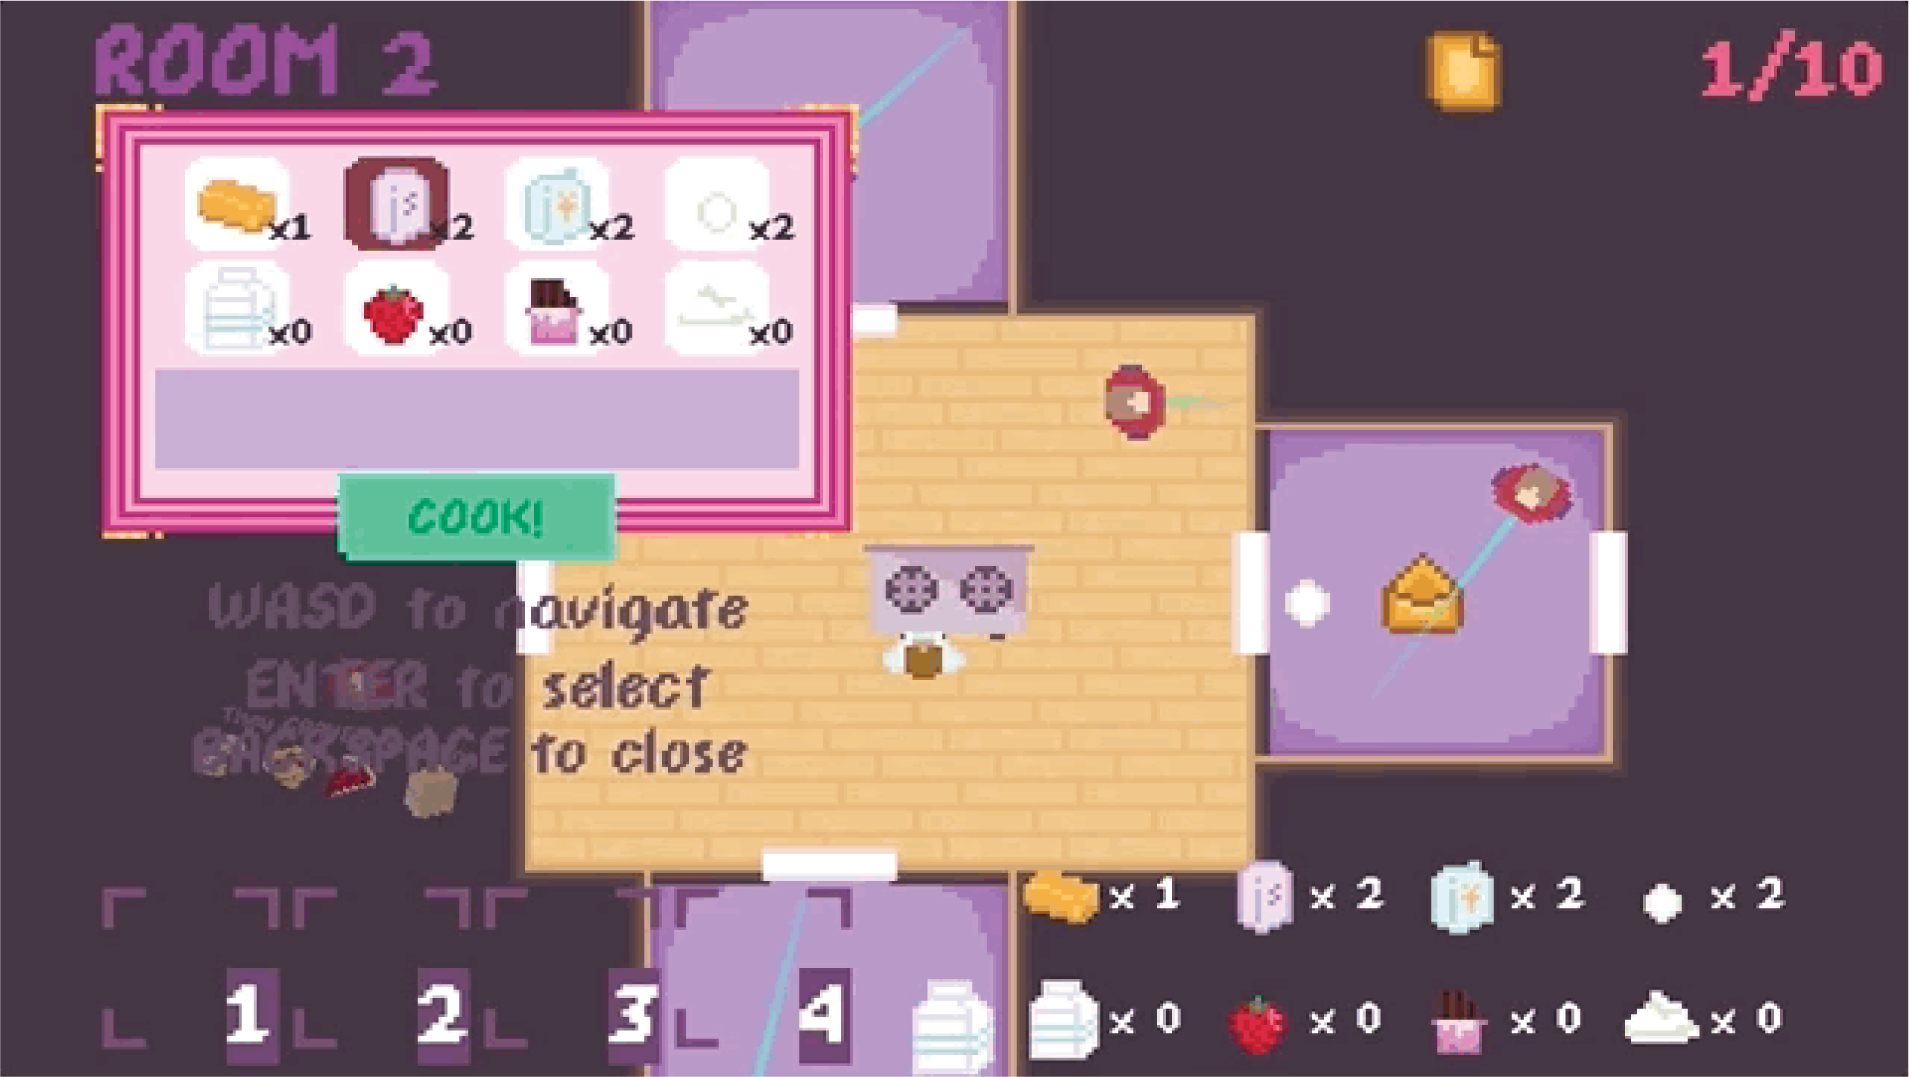 ROOM 2
1/10
x1 x2 x2 x2
x0 x0 x0 x0
COOK!
WASD to navigate
ENTER to select
BACKSPACE to close
x 1 x 2 x 2 x 2
1 2 3 4
x 0 x 0 x 0 x 0